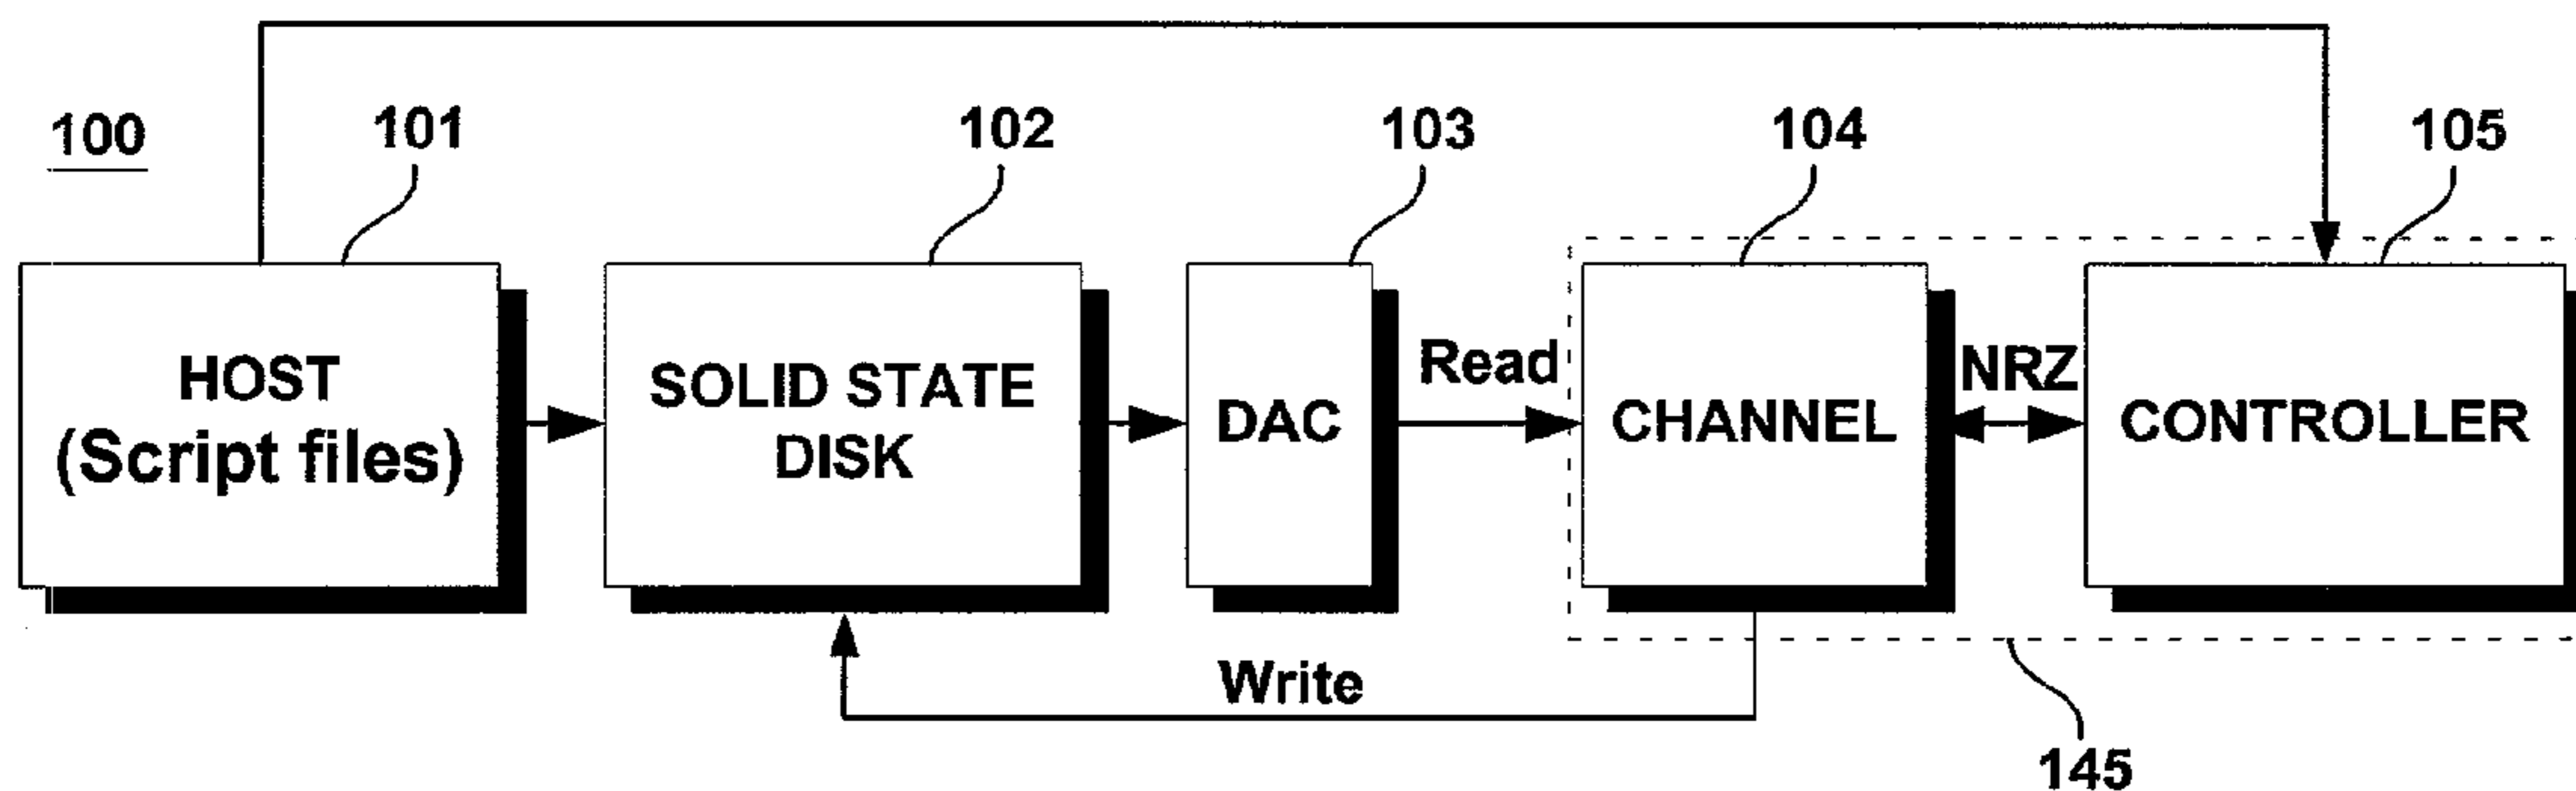 100
101
102
103
104
105
HOST
(Script files)
SOLID STATE
DISK
DAC
Read
CHANNEL
NRZ
CONTROLLER
Write
145